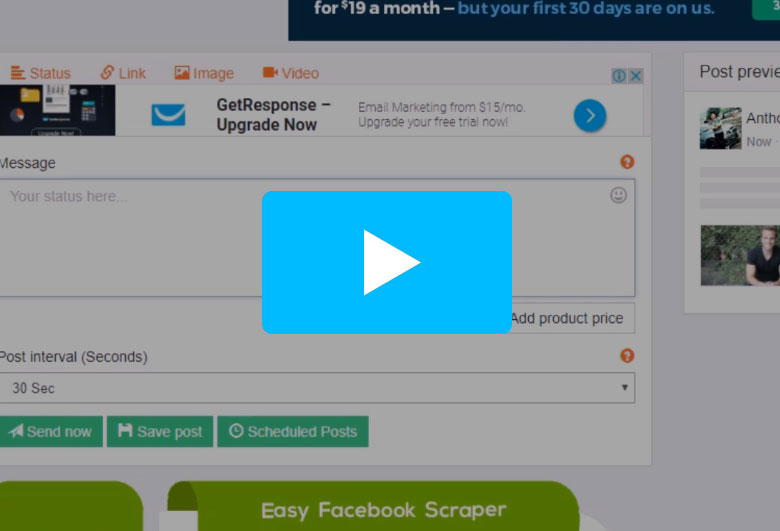 for $19 a month — but your first 30 days are on us.
Status Link Image Video
GetResponse –
Upgrade Now
Email Marketing from $15/mo.
Upgrade your free trial now!
Message
Your status here...
Add product price
Post interval (Seconds)
30 Sec
Send now Save post Scheduled Posts
Post previe
Antho
Now ·
Easy Facebook Scraper